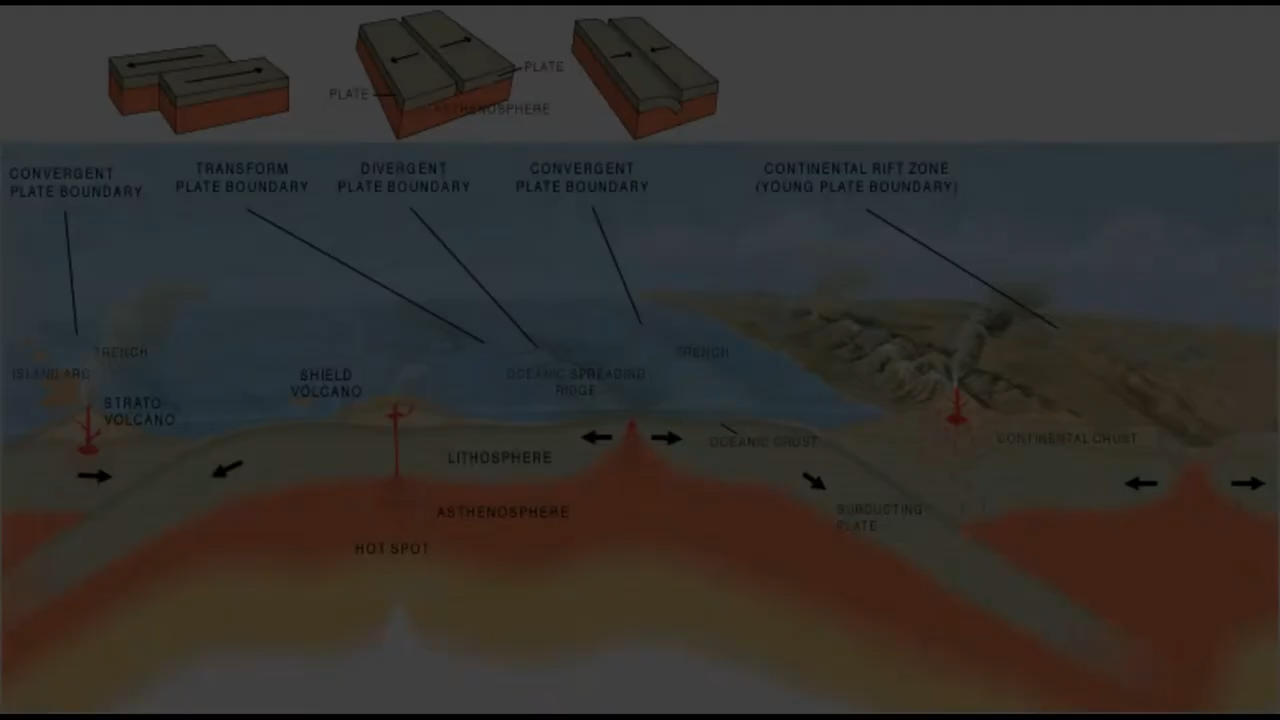 PLATE
PLATE
ASTHENOSPHERE
CONVERGENT
PLATE BOUNDARY
TRANSFORM
PLATE BOUNDARY
DIVERGENT
PLATE BOUNDARY
CONVERGENT
PLATE BOUNDARY
CONTINENTAL RIFT ZONE
(YOUNG PLATE BOUNDARY)
TRENCH
ISLAND ARC
STRATO-
VOLCANO
SHIELD
VOLCANO
OCEANIC SPREADING
RIDGE
TRENCH
OCEANIC CRUST
CONTINENTAL CRUST
LITHOSPHERE
ASTHENOSPHERE
HOT SPOT
SUBDUCTING
PLATE